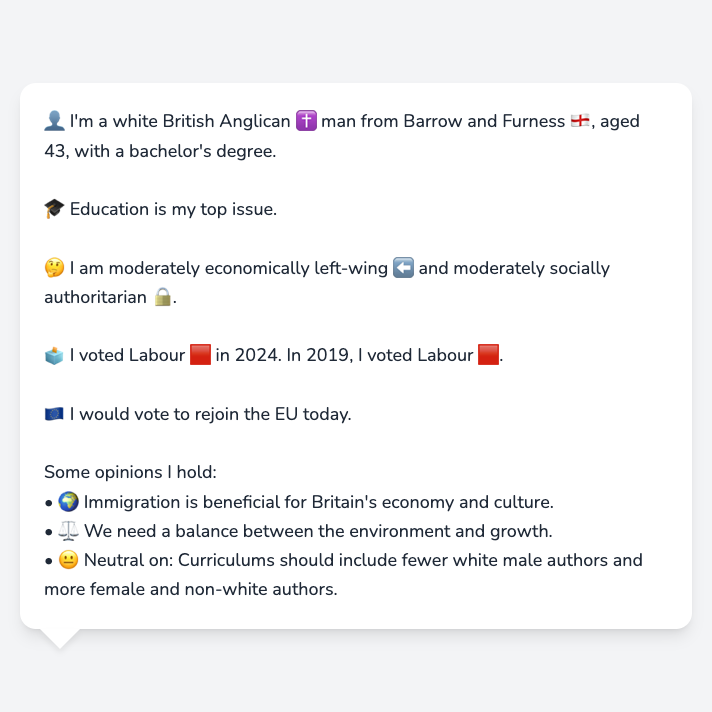 👤 I'm a white British Anglican ✝️ man from Barrow and Furness 🏴󠁧󠁢󠁥󠁮󠁧󠁿, aged
43, with a bachelor's degree.
🎓 Education is my top issue.
🤔 I am moderately economically left-wing ⬅️ and moderately socially
authoritarian 🔒.
🗳️ I voted Labour 🟥 in 2024. In 2019, I voted Labour 🟥.
🇪🇺 I would vote to rejoin the EU today.
Some opinions I hold:
• 🌍 Immigration is beneficial for Britain's economy and culture.
• ⚖️ We need a balance between the environment and growth.
• 😐 Neutral on: Curriculums should include fewer white male authors and
more female and non-white authors.